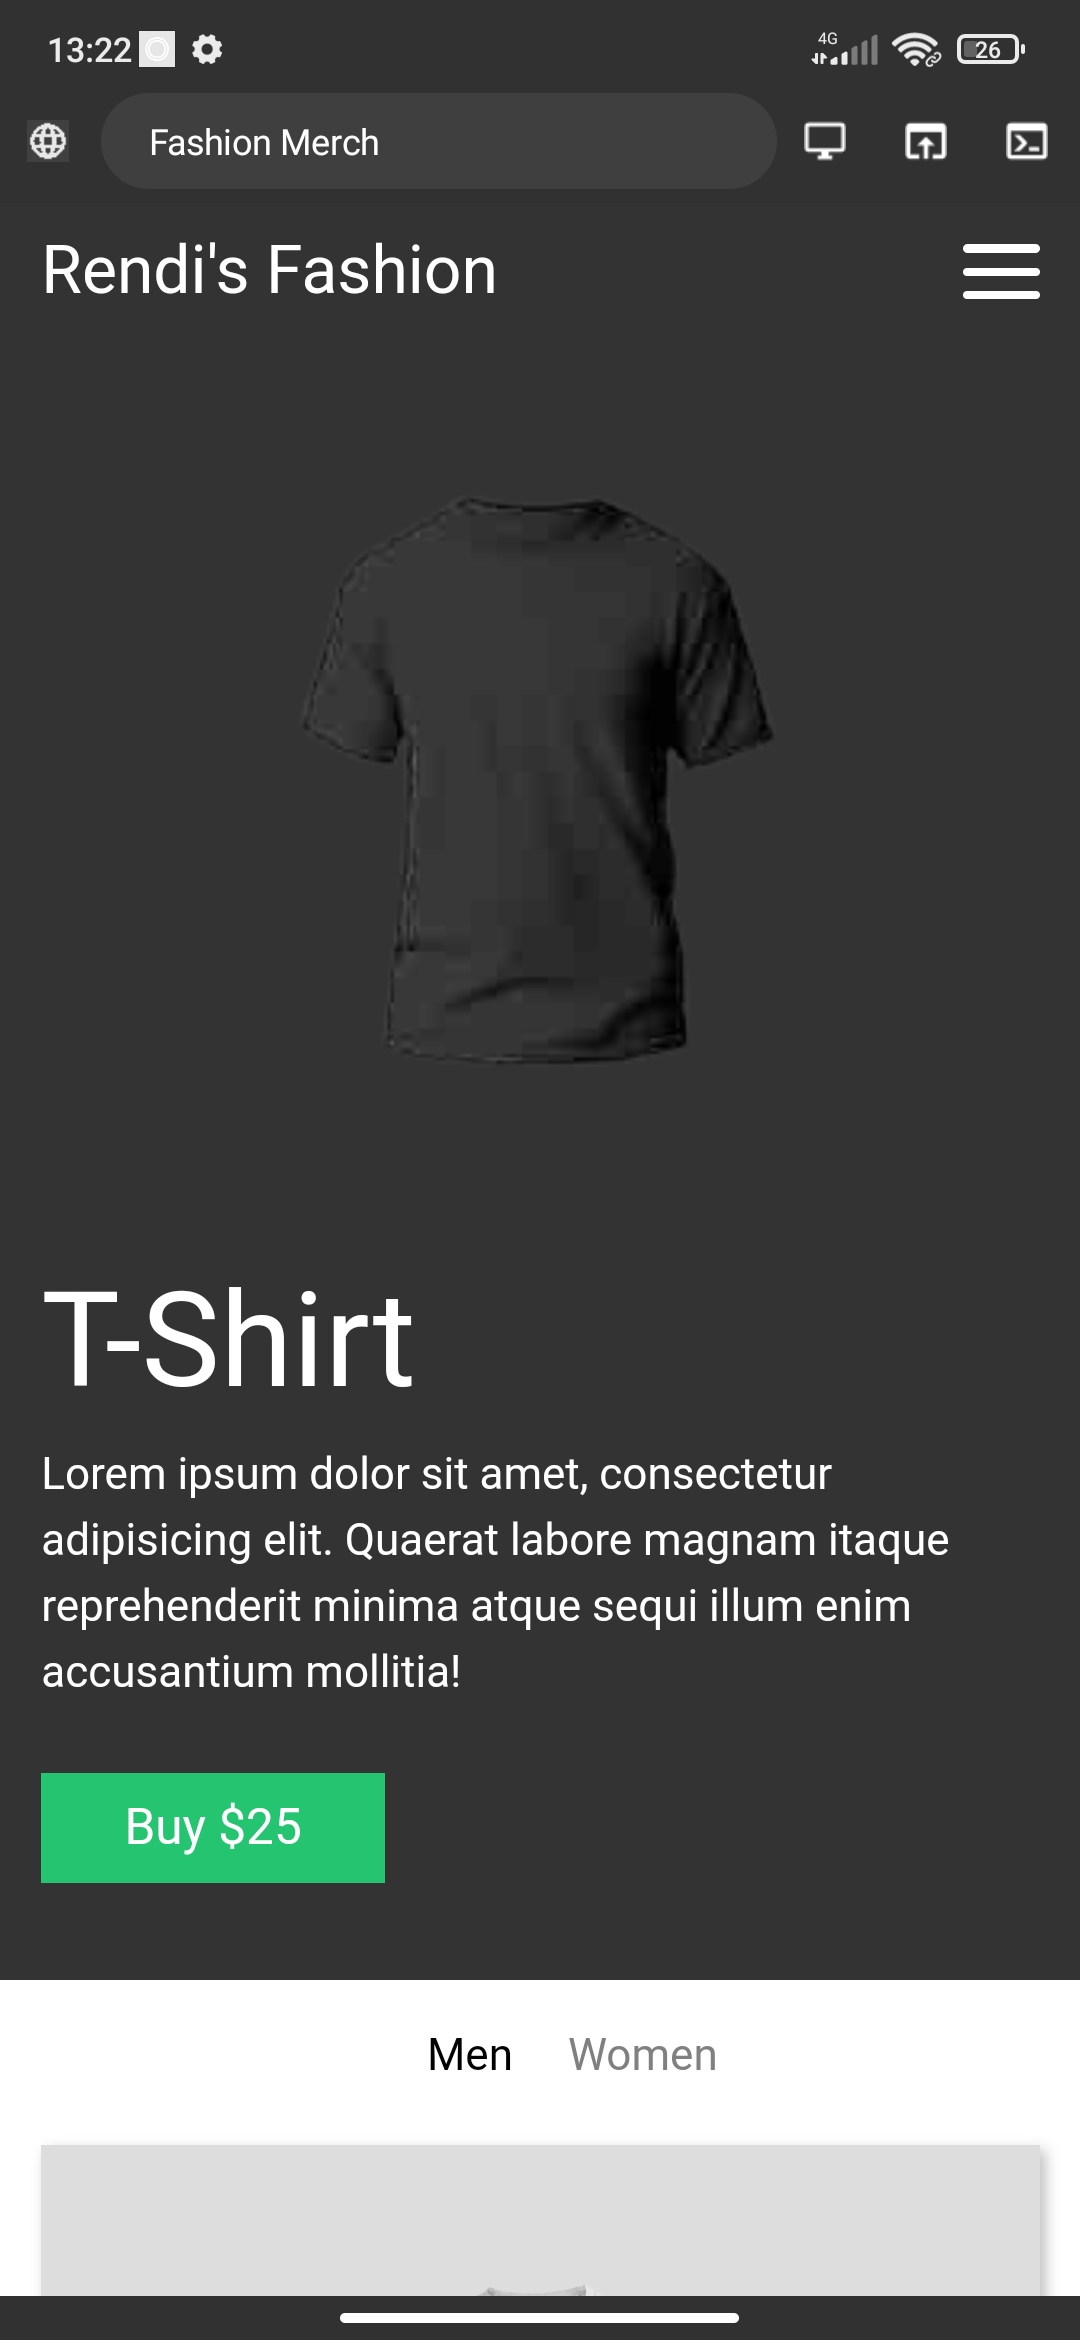 13:22
4G
26
Fashion Merch
Rendi's Fashion
T-Shirt
Lorem ipsum dolor sit amet, consectetur
adipisicing elit. Quaerat labore magnam itaque
reprehenderit minima atque sequi illum enim
accusantium mollitia!
Buy $25
Men Women